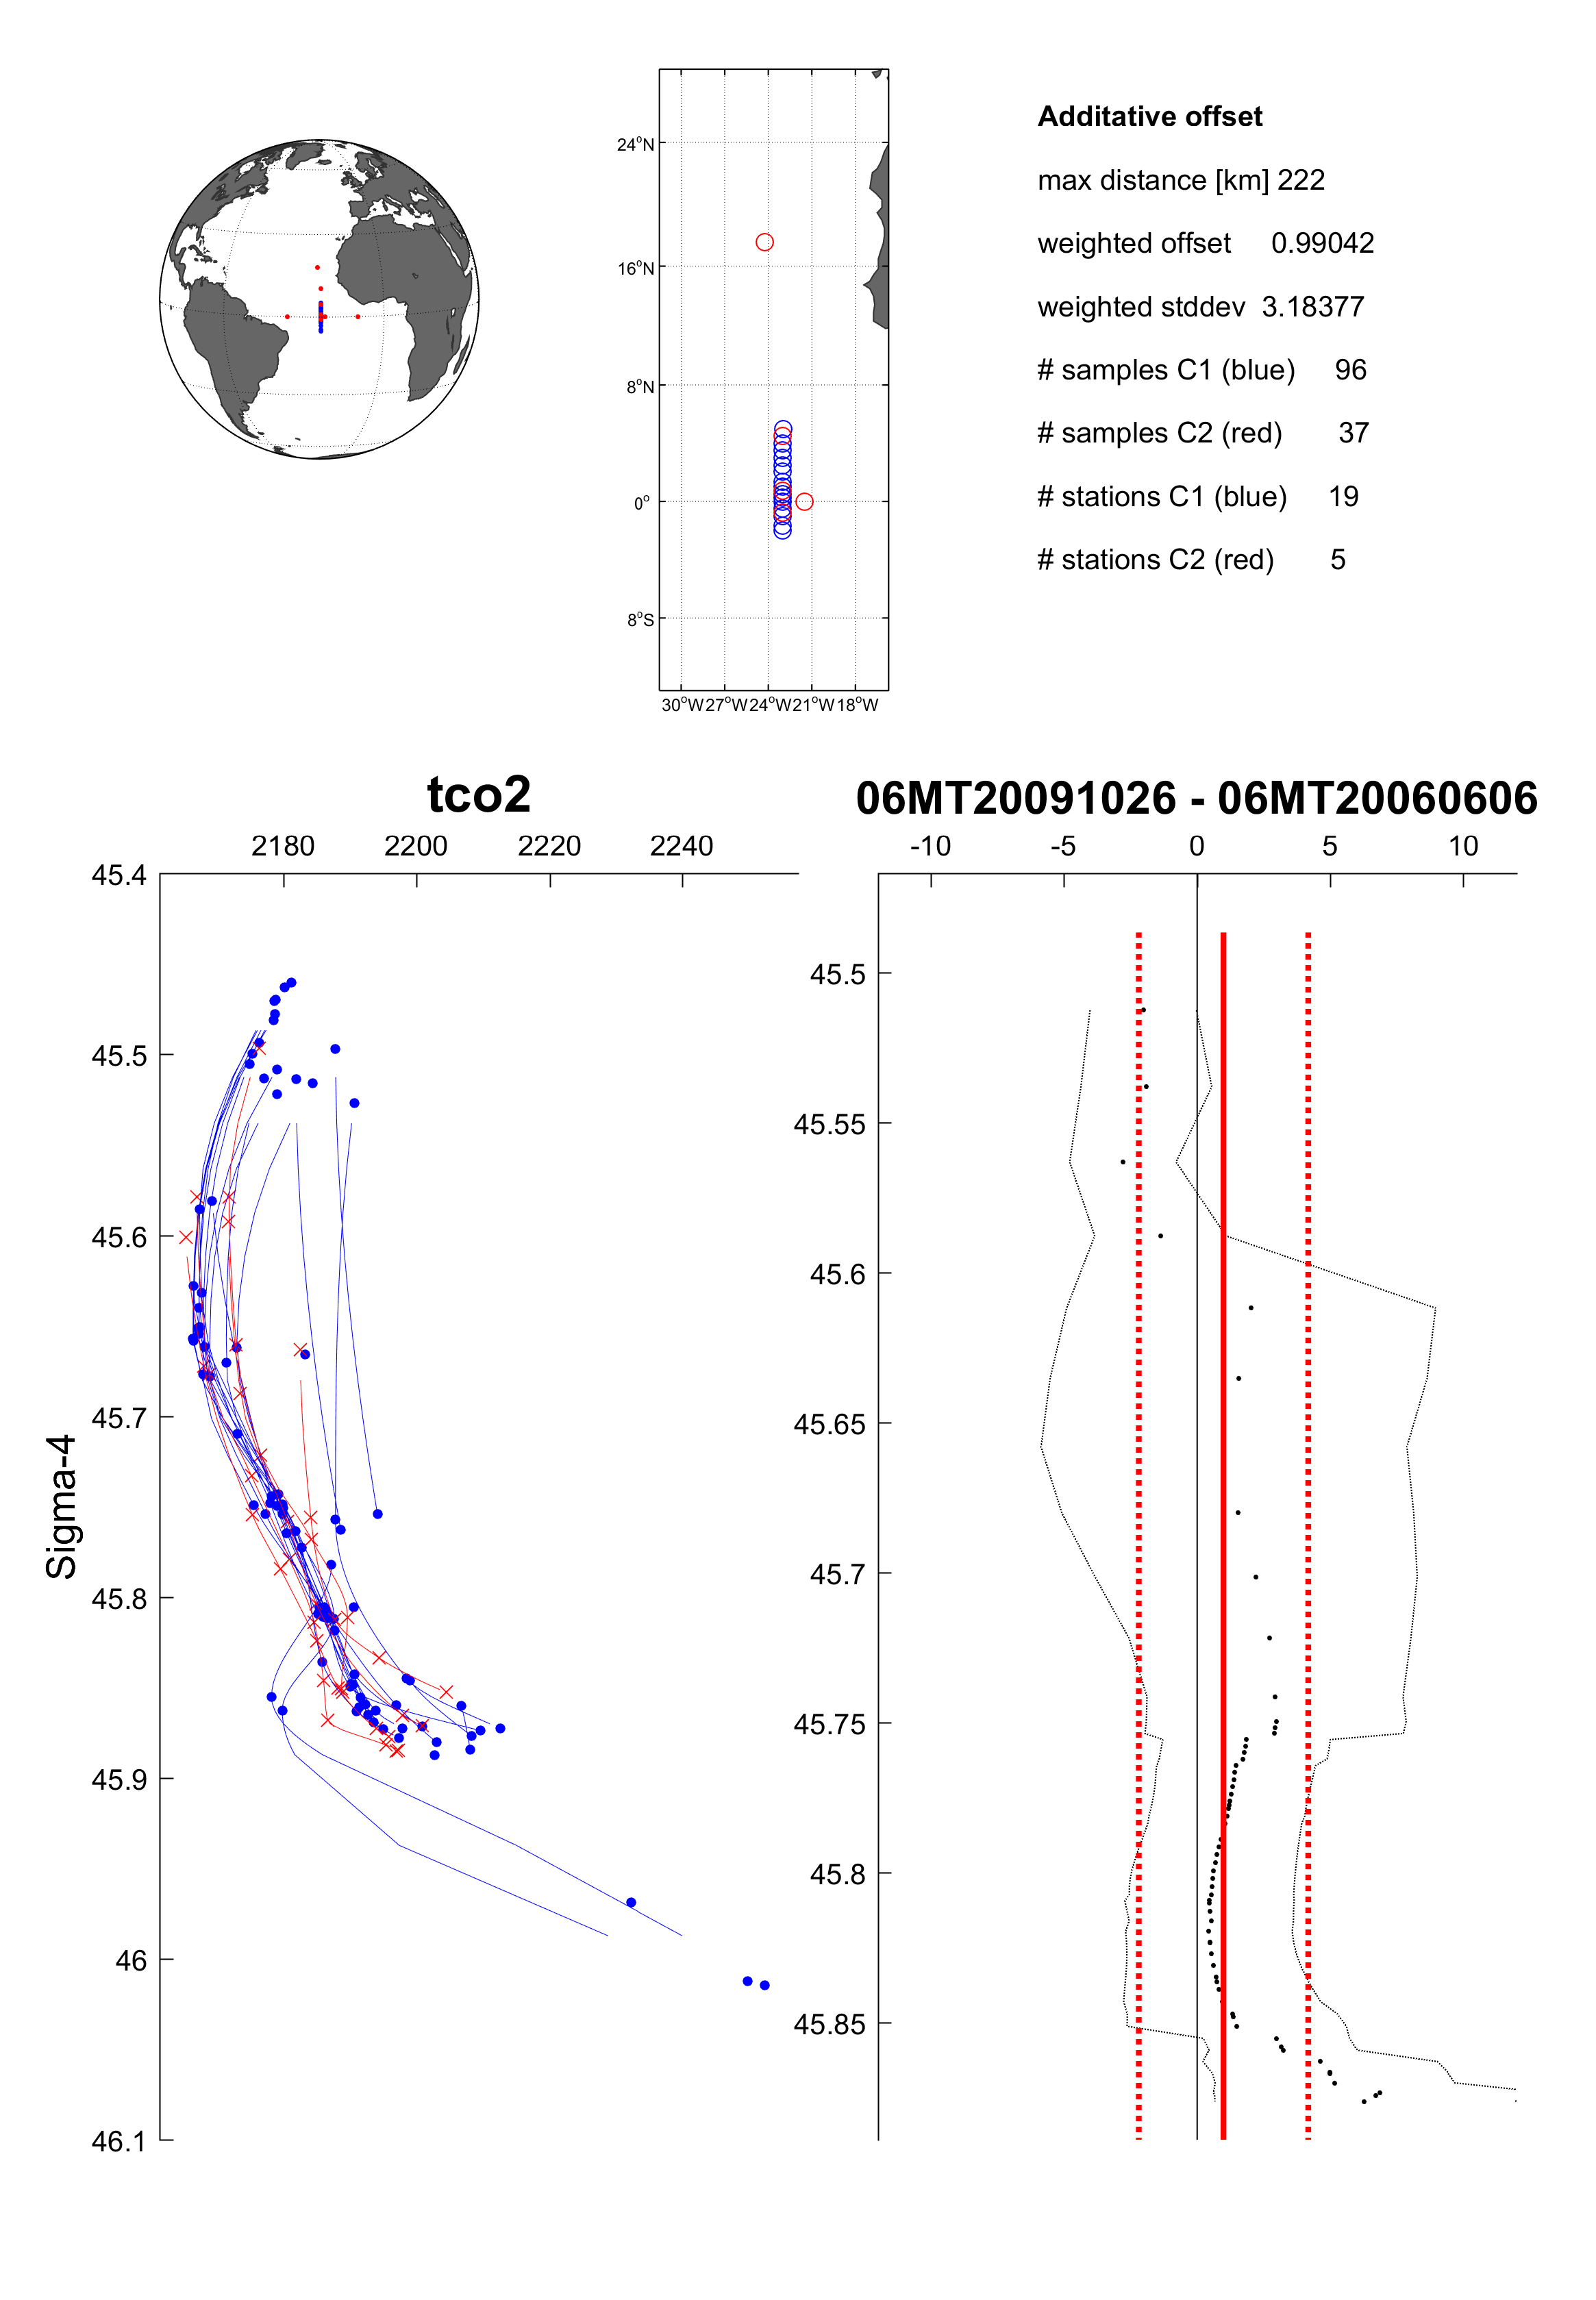 Additative offset
max distance [km] 222
weighted offset 0.99042
weighted stddev 3.18377
# samples C1 (blue) 96
# samples C2 (red) 37
# stations C1 (blue) 19
# stations C2 (red) 5
24°N
16°N
8°N
0°
8°S
30°W 27°W 24°W 21°W 18°W
tco2
2180 2200 2220 2240
45.4
45.5
45.6
45.7
45.8
45.9
46
46.1
Sigma-4
06MT20091026 - 06MT20060606
-10 -5 0 5 10
45.5
45.55
45.6
45.65
45.7
45.75
45.8
45.85